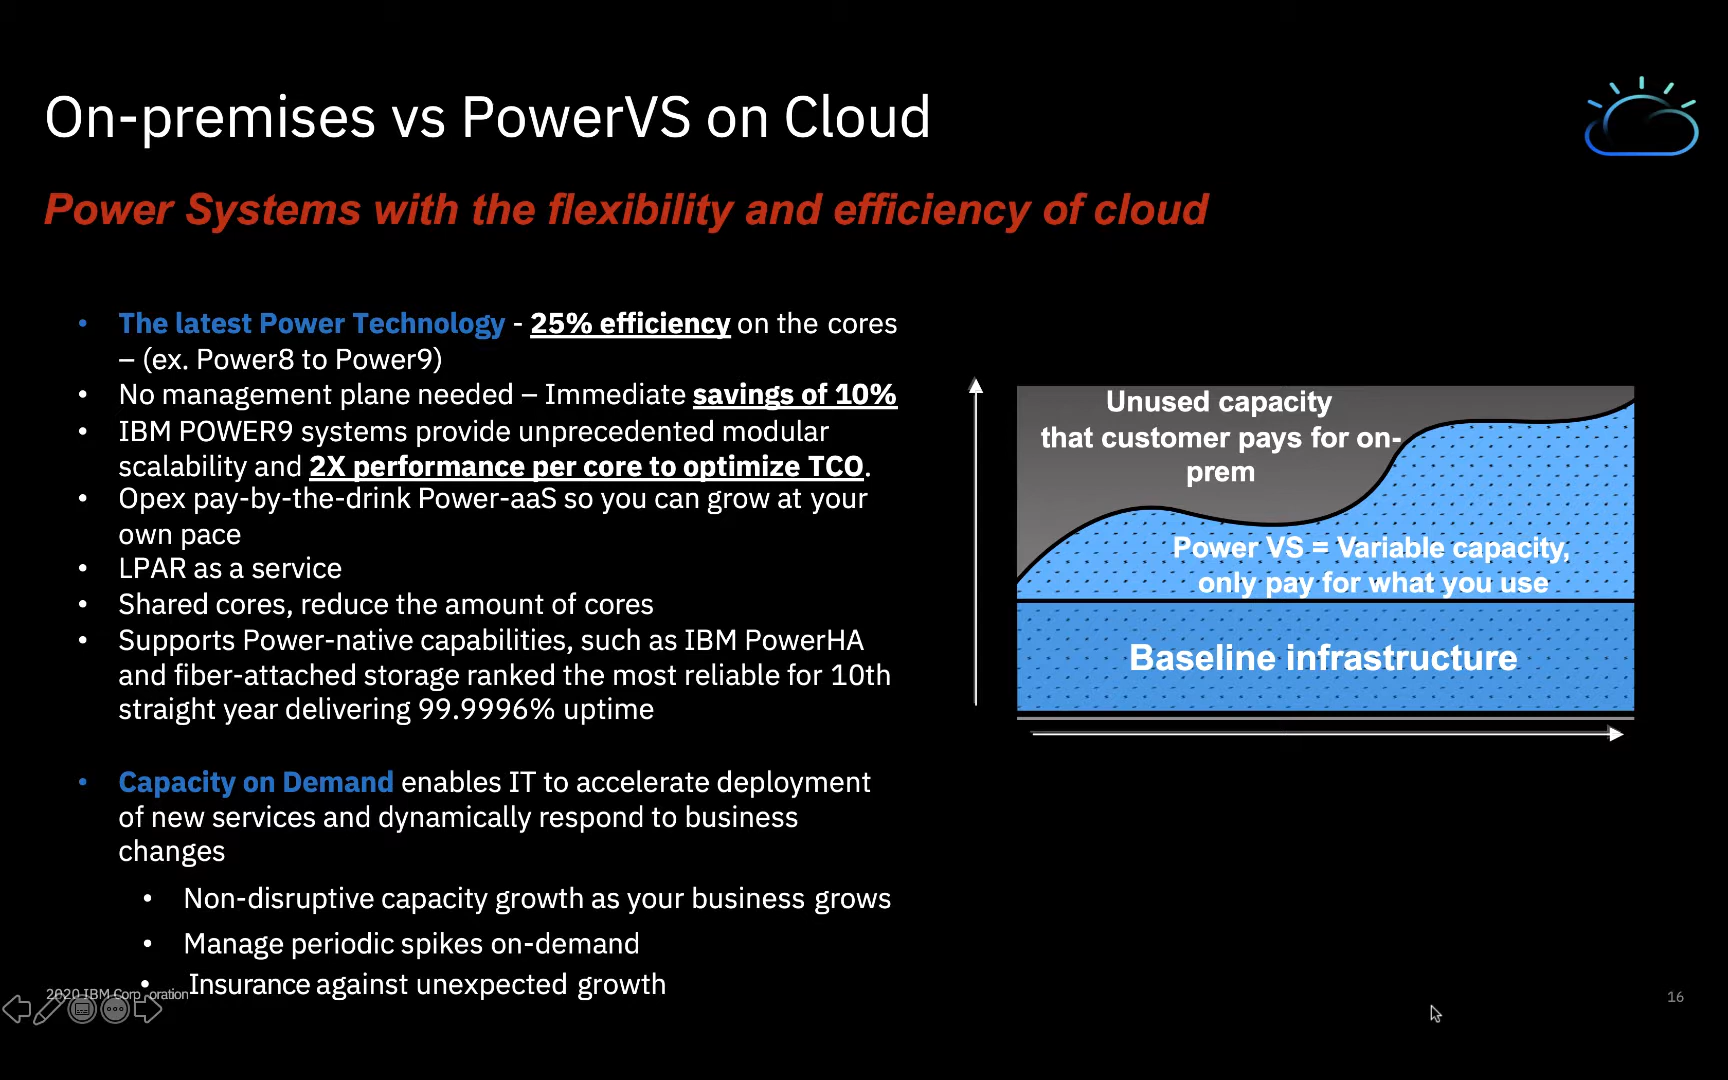 On-premises vs PowerVS on Cloud
Power Systems with the flexibility and efficiency of cloud
• The latest Power Technology - 25% efficiency on the cores
– (ex. Power8 to Power9)
• No management plane needed – Immediate savings of 10%
• IBM POWER9 systems provide unprecedented modular
scalability and 2X performance per core to optimize TCO.
• Opex pay-by-the-drink Power-aaS so you can grow at your
own pace
• LPAR as a service
• Shared cores, reduce the amount of cores
• Supports Power-native capabilities, such as IBM PowerHA
and fiber-attached storage ranked the most reliable for 10th
straight year delivering 99.9996% uptime
• Capacity on Demand enables IT to accelerate deployment
of new services and dynamically respond to business
changes
• Non-disruptive capacity growth as your business grows
• Manage periodic spikes on-demand
• Insurance against unexpected growth
Unused capacity
that customer pays for on-
prem
Power VS = Variable capacity,
only pay for what you use
Baseline infrastructure
2020 IBM Corp oration
16